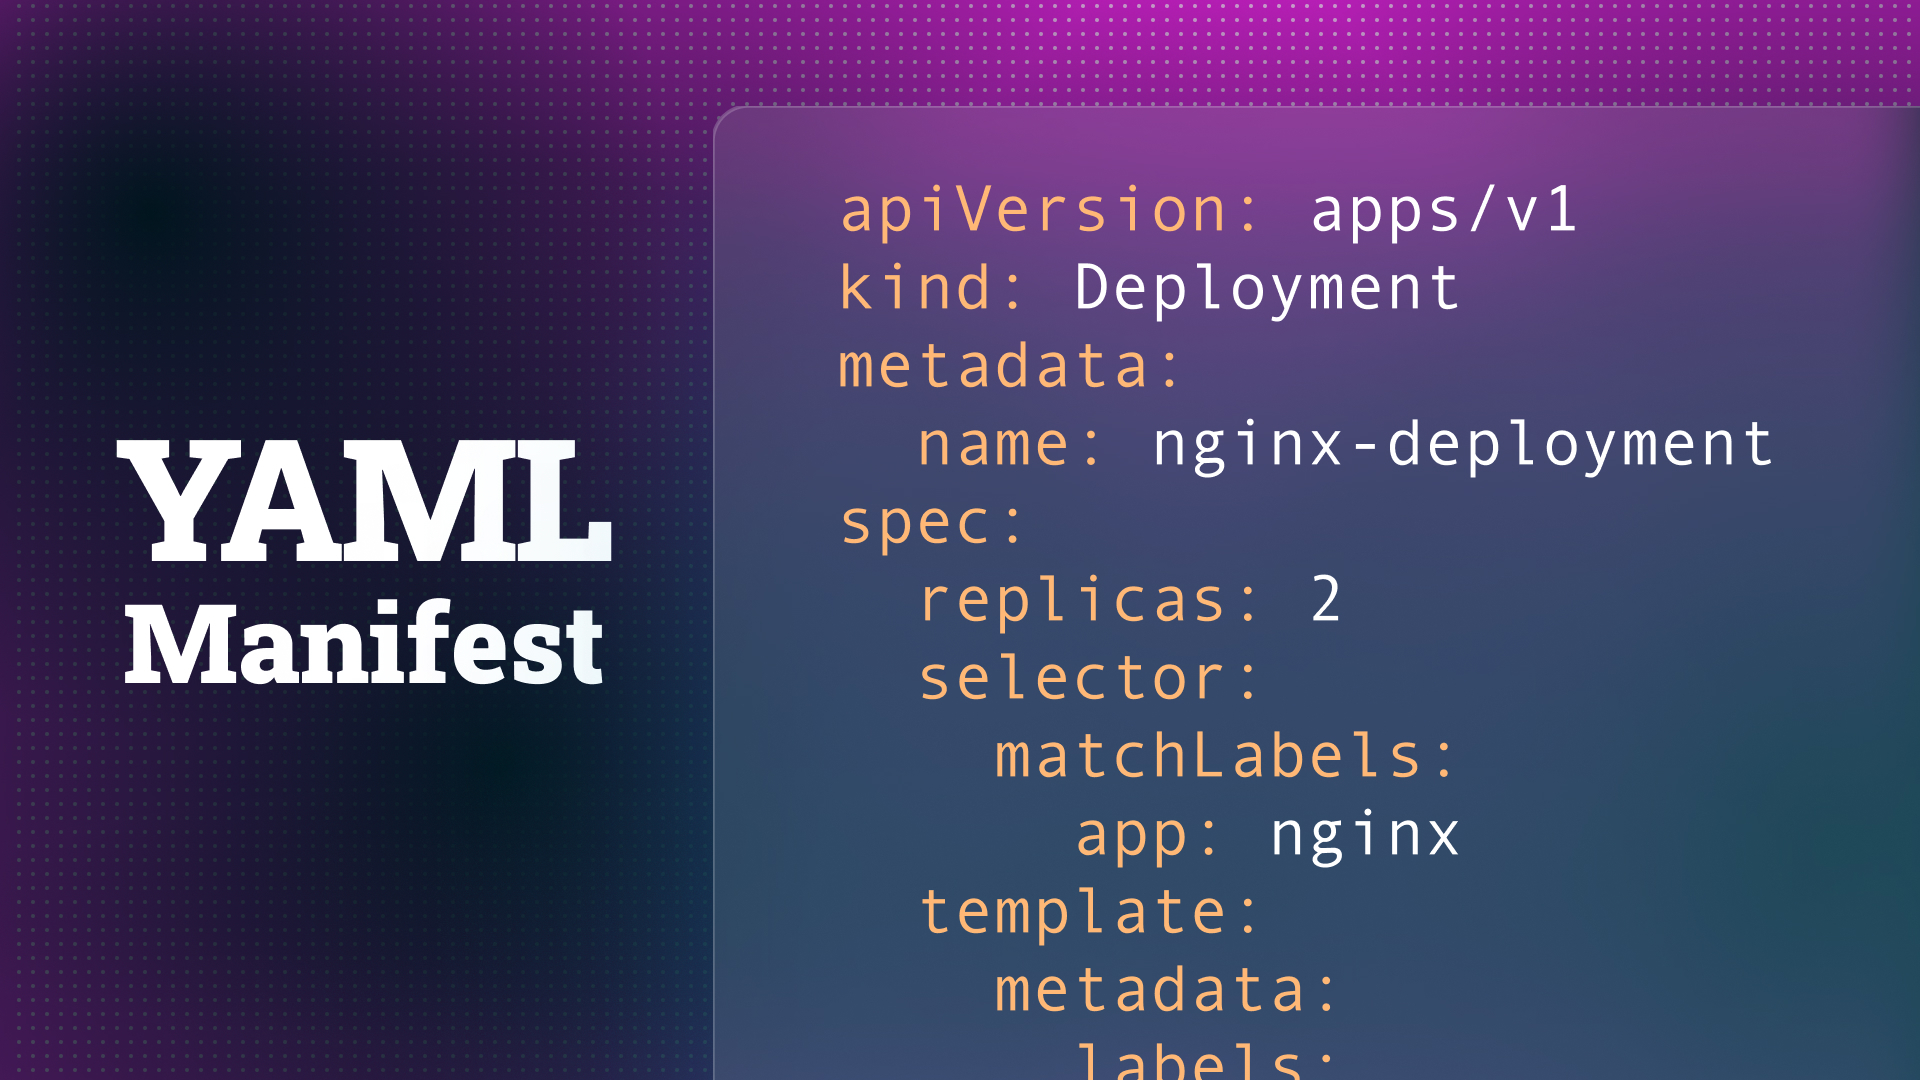 YAML
Manifest
apiVersion: apps/v1
kind: Deployment
metadata:
  name: nginx-deployment
spec:
  replicas: 2
  selector:
    matchLabels:
      app: nginx
  template:
    metadata:
      labels: